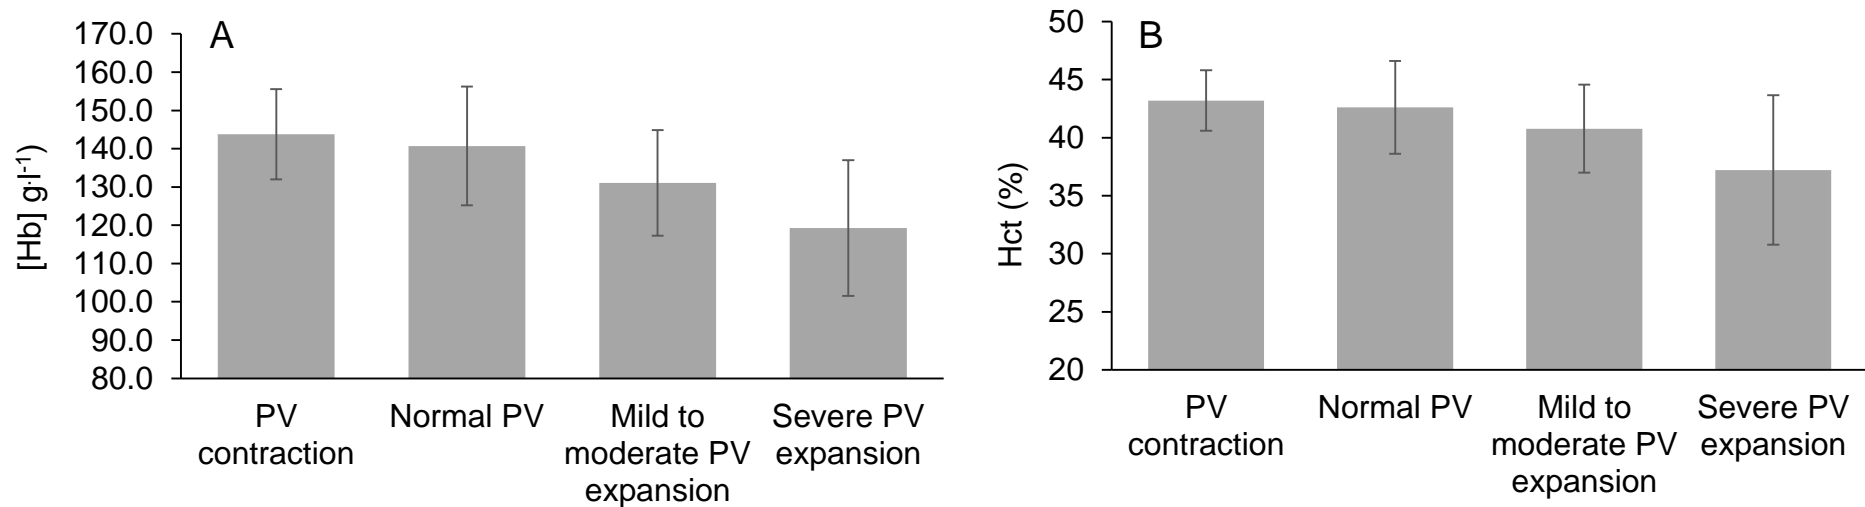 A
[Hb] g·l-1)
170.0
160.0
150.0
140.0
130.0
120.0
110.0
100.0
90.0
80.0
PV
contraction
Normal PV
Mild to
moderate PV
expansion
Severe PV
expansion
B
Hct (%)
50
45
40
35
30
25
20
PV
contraction
Normal PV
Mild to
moderate PV
expansion
Severe PV
expansion